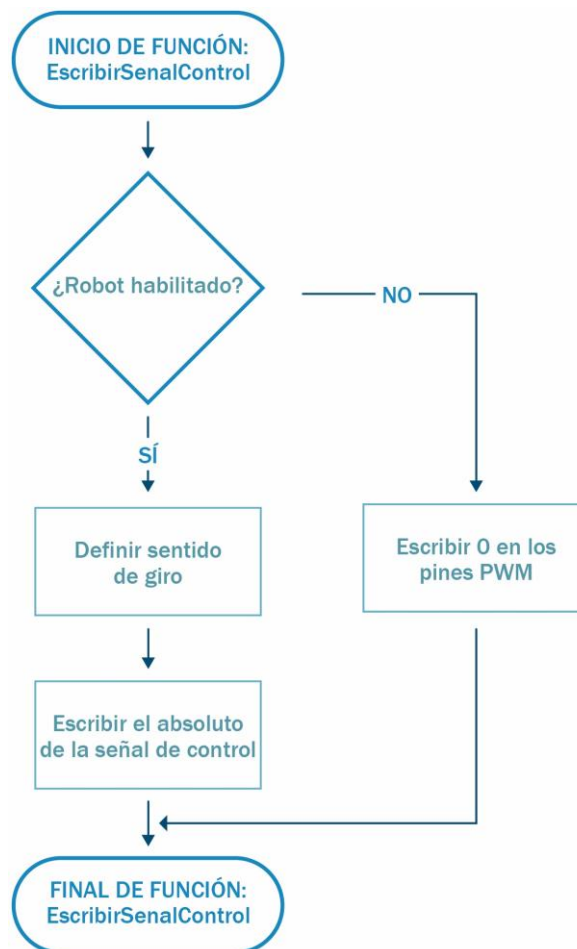 INICIO DE FUNCIÓN:
EscribirSenalControl
¿Robot habilitado?
NO
SÍ
Definir sentido
de giro
Escribir 0 en los
pines PWM
Escribir el absoluto
de la señal de control
FINAL DE FUNCIÓN:
EscribirSenalControl